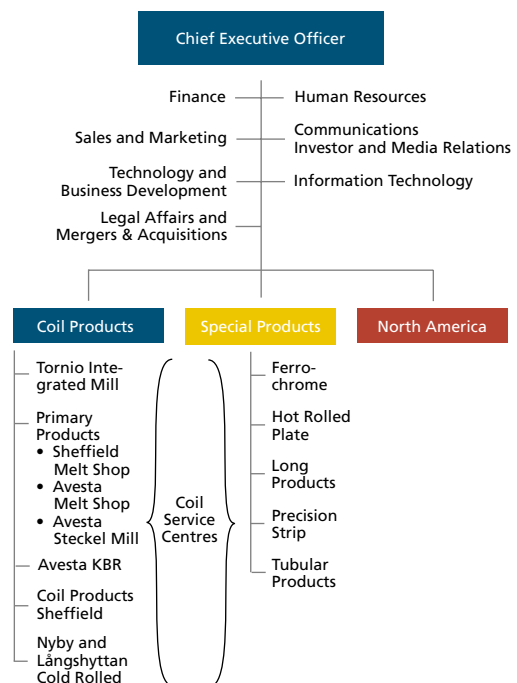 Chief Executive Officer
Finance
Human Resources
Sales and Marketing
Communications
Investor and Media Relations
Technology and
Business Development
Information Technology
Legal Affairs and
Mergers & Acquisitions
Coil Products
Special Products
North America
Tornio Inte-
grated Mill
Primary
Products
• Sheffield
Melt Shop
• Avesta
Melt Shop
• Avesta
Steckel Mill
Avesta KBR
Coil Products
Sheffield
Nyby and
Långshyttan
Cold Rolled
Coil
Service
Centres
Ferro-
chrome
Hot Rolled
Plate
Long
Products
Precision
Strip
Tubular
Products